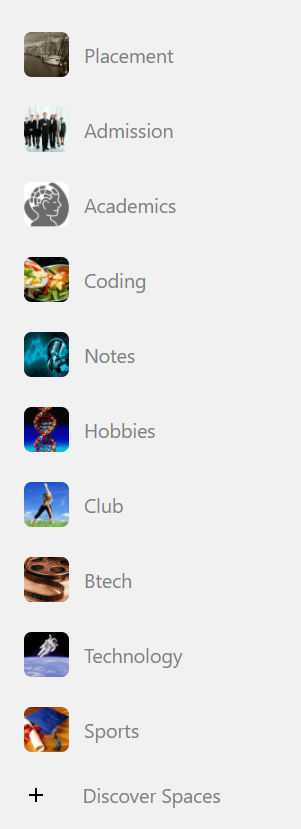 Placement
Admission
Academics
Coding
Notes
Hobbies
Club
Btech
Technology
Sports
Discover Spaces